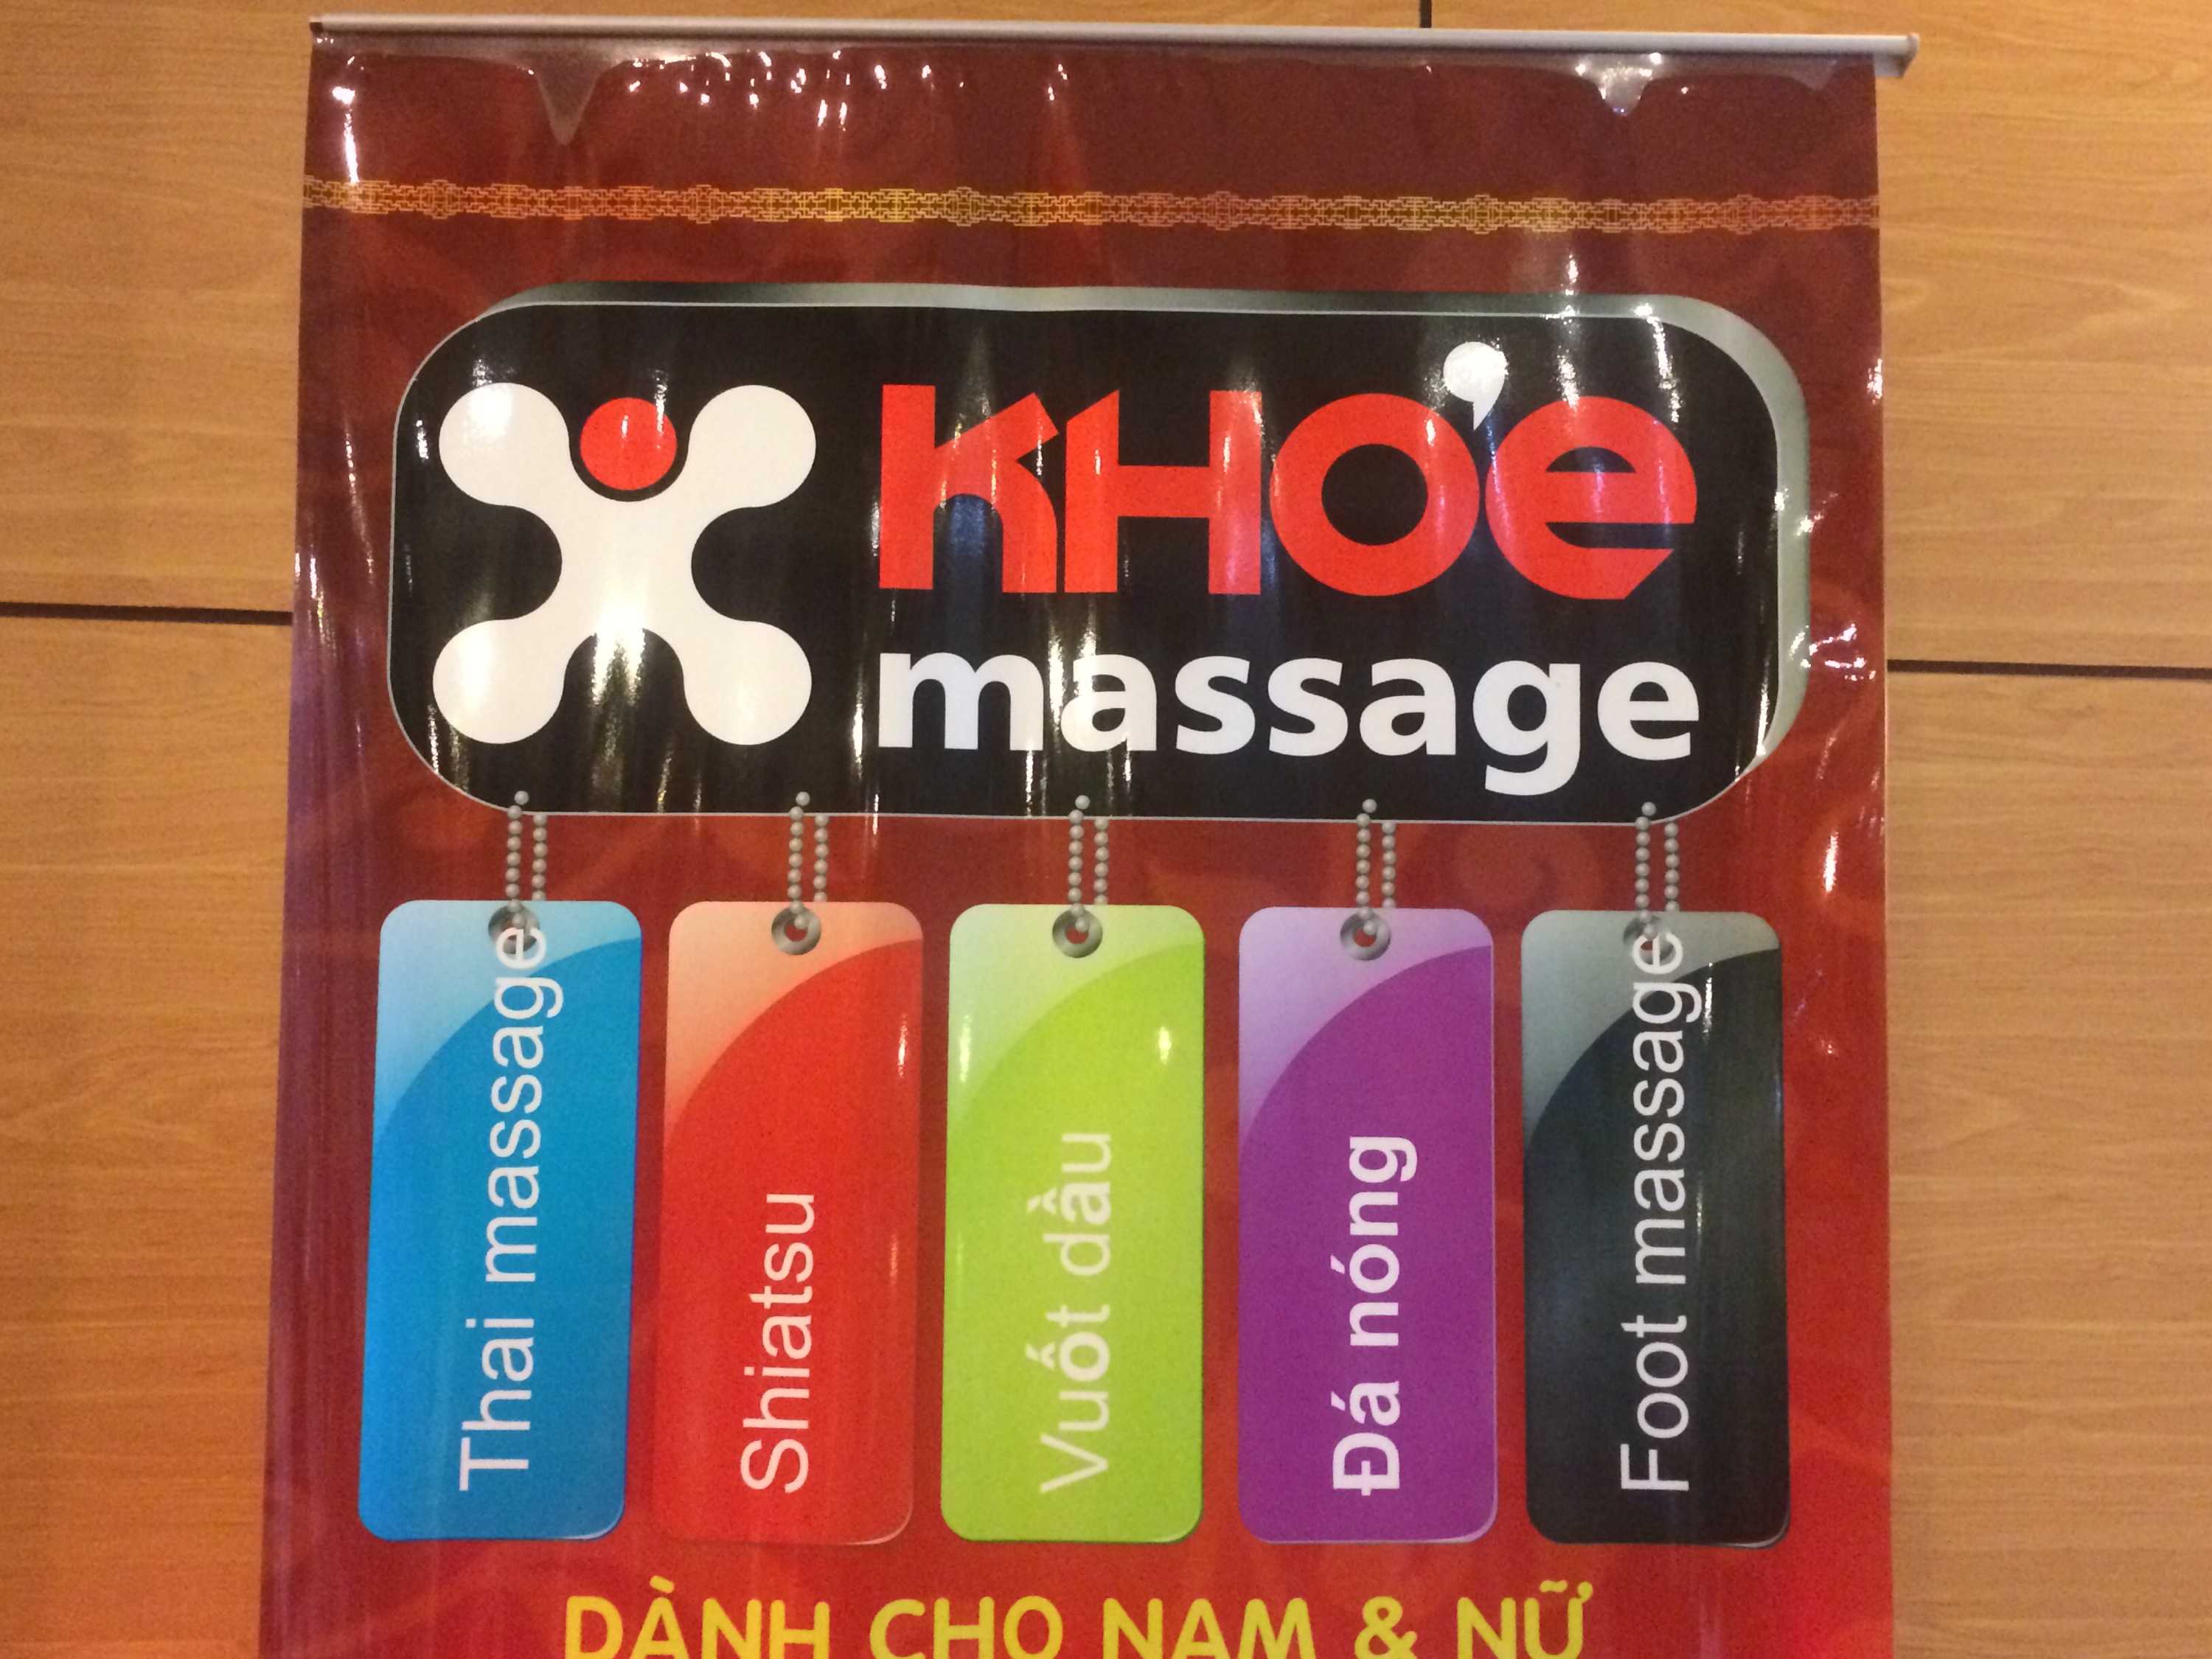 KHỎE
massage
Thai massage
Shiatsu
Vuốt dầu
Đá nóng
Foot massage
DÀNH CHO NAM & NỮ